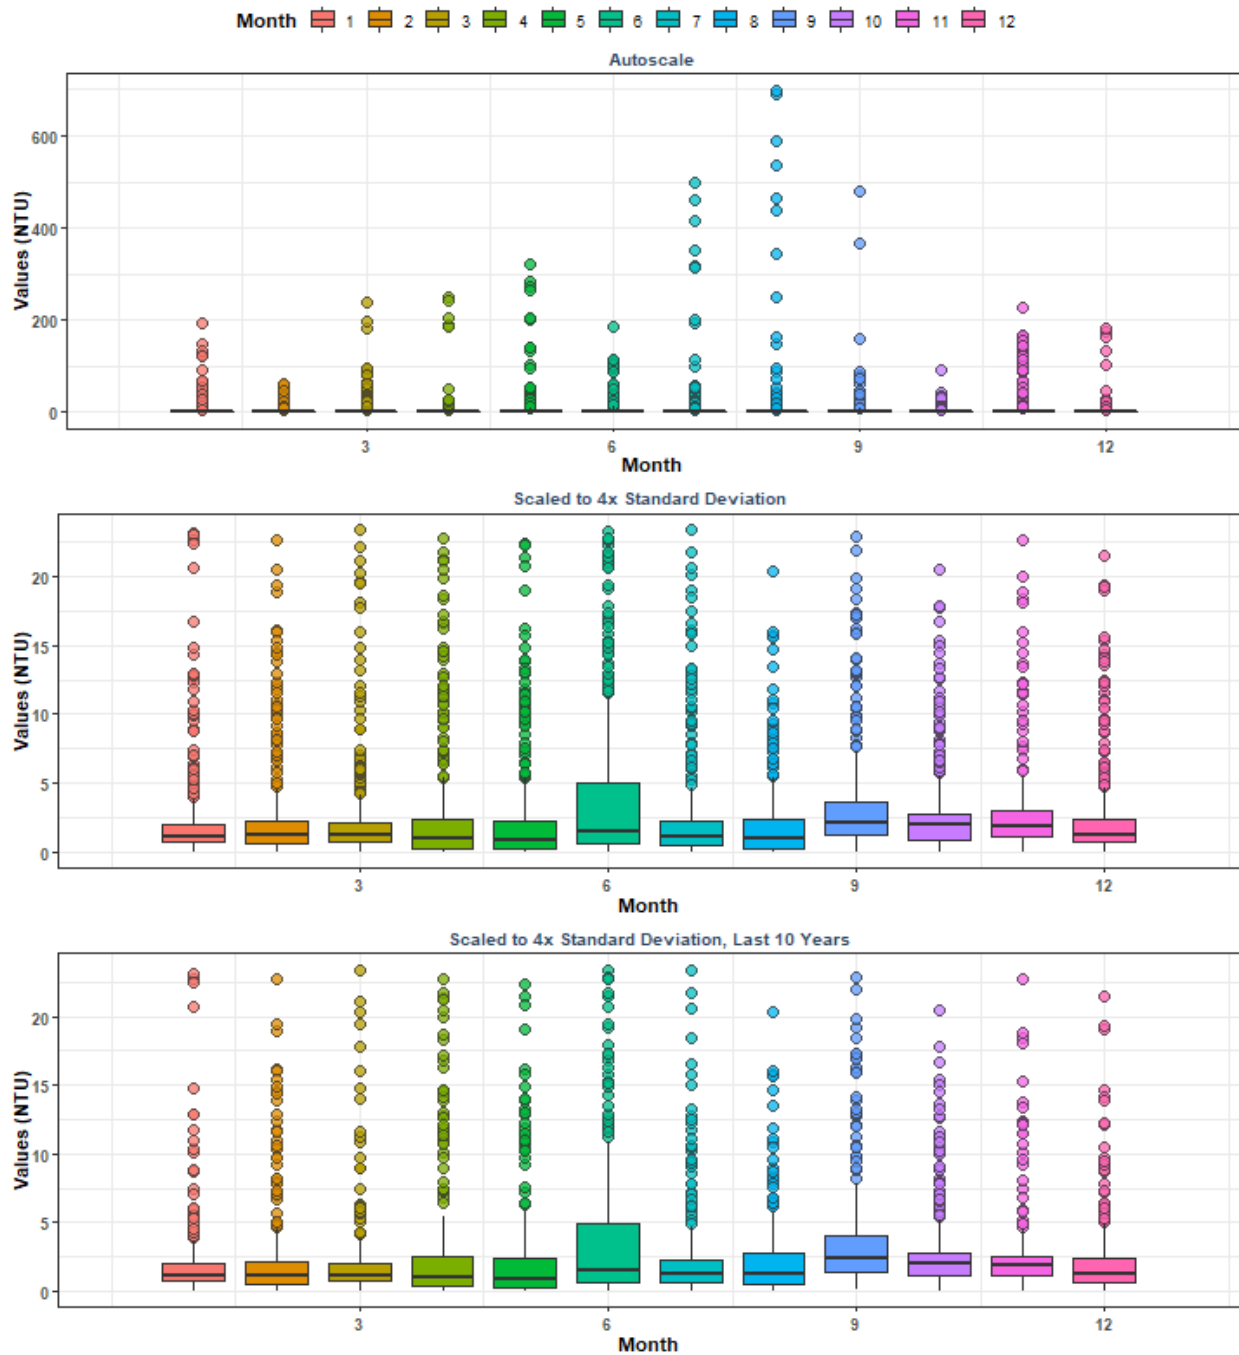 Month 1 2 3 4 5 6 7 8 9 10 11 12
Autoscale
Values (NTU)
600
400
200
0
3 6 9 12
Month
Scaled to 4x Standard Deviation
Values (NTU)
20
15
10
5
0
3 6 9 12
Month
Scaled to 4x Standard Deviation, Last 10 Years
Values (NTU)
20
15
10
5
0
3 6 9 12
Month